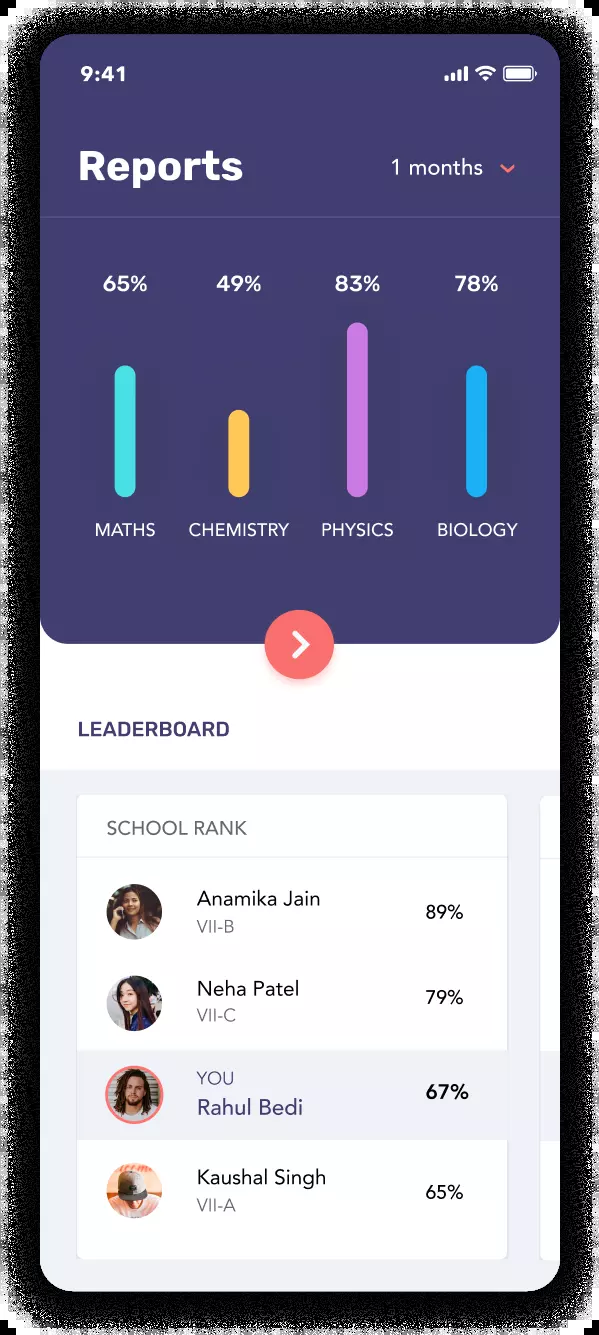 9:41
Reports
1 months
65% 49% 83% 78%
MATHS CHEMISTRY PHYSICS BIOLOGY
LEADERBOARD
SCHOOL RANK
Anamika Jain
VII-B
89%
Neha Patel
VII-C
79%
YOU
Rahul Bedi
67%
Kaushal Singh
VII-A
65%